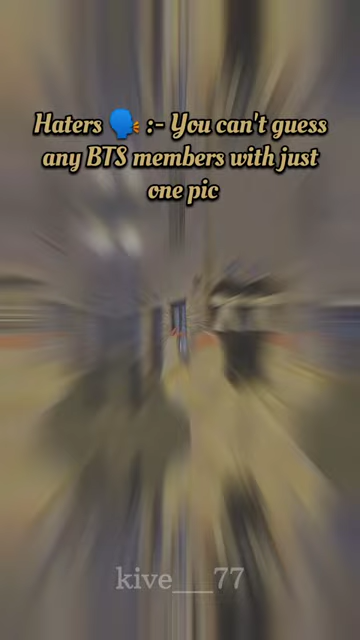 Haters 🗣️ :- You can't guess
any BTS members with just
one pic
kive___77